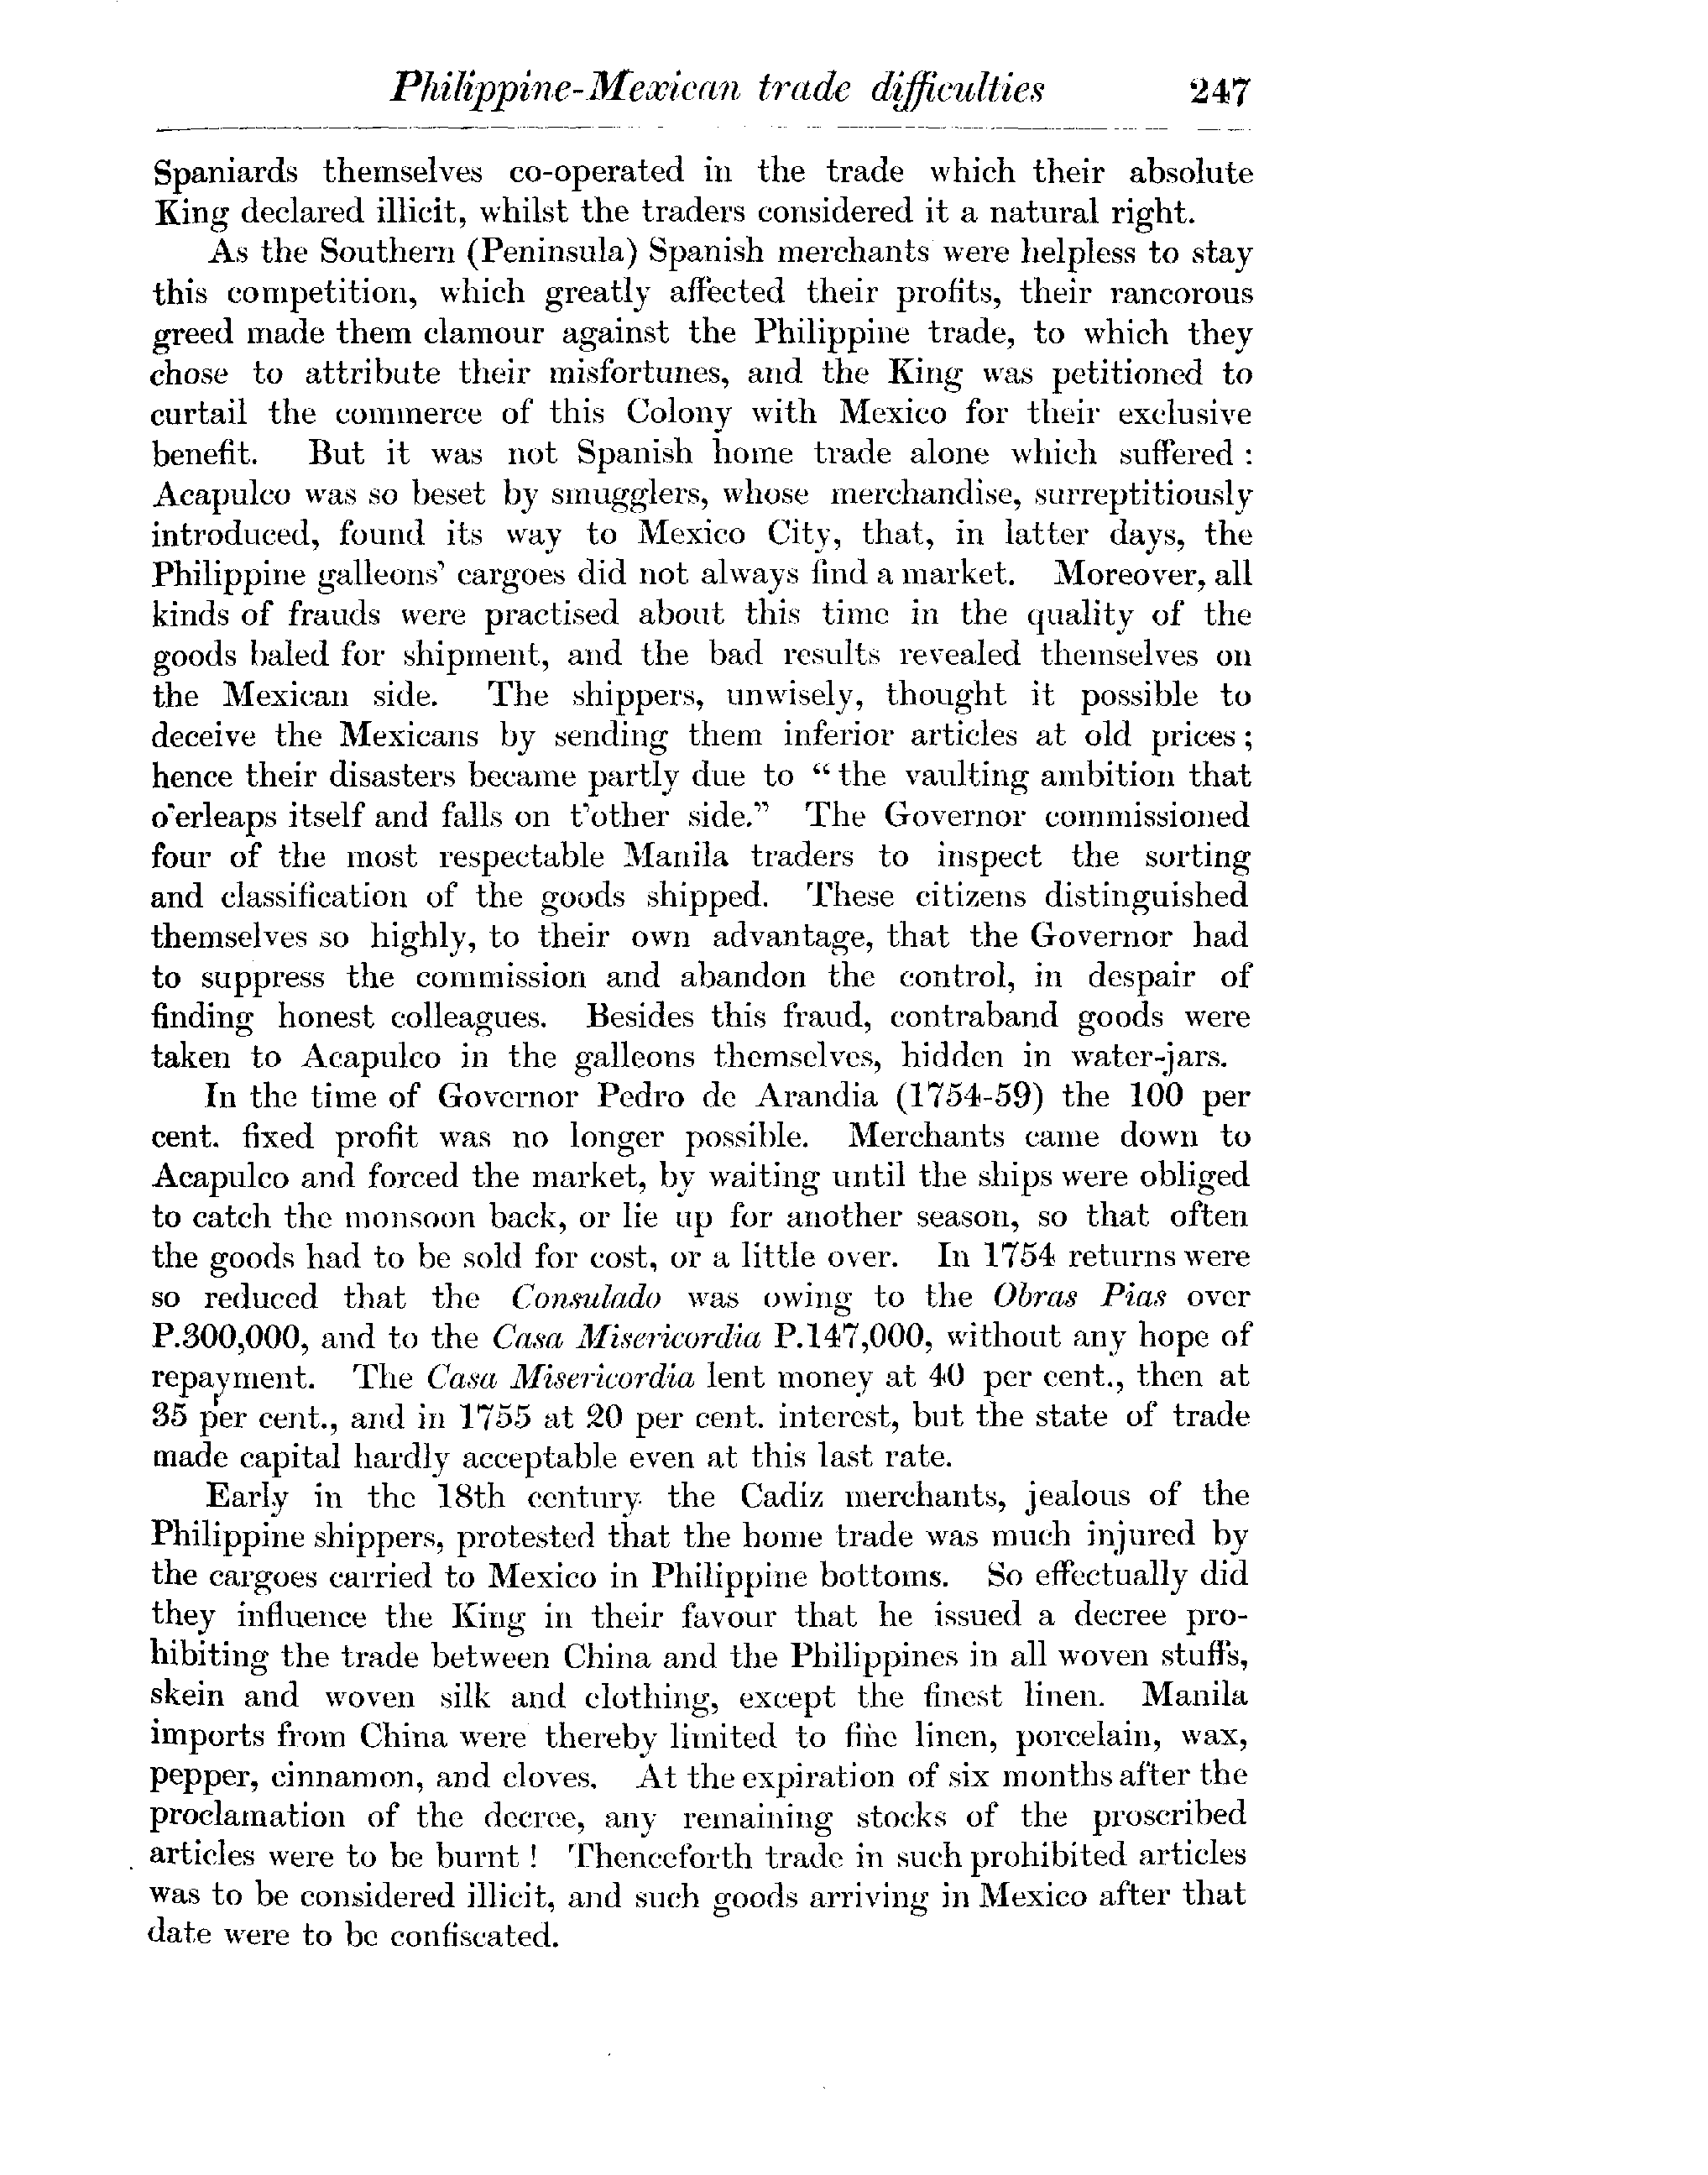 Philippine-Mexican trade difficulties 247
Spaniards themselves co-operated in the trade which their absolute
King declared illicit, whilst the traders considered it a natural right.
As the Southern (Peninsula) Spanish merchants were helpless to stay
this competition, which greatly affected their profits, their rancorous
greed made them clamour against the Philippine trade, to which they
chose to attribute their misfortunes, and the King was petitioned to
curtail the commerce of this Colony with Mexico for their exclusive
benefit. But it was not Spanish home trade alone which suffered :
Acapulco was so beset by smugglers, whose merchandise, surreptitiously
introduced, found its way to Mexico City, that, in latter days, the
Philippine galleons' cargoes did not always find a market. Moreover, all
kinds of frauds were practised about this time in the quality of the
goods baled for shipment, and the bad results revealed themselves on
the Mexican side. The shippers, unwisely, thought it possible to
deceive the Mexicans by sending them inferior articles at old prices ;
hence their disasters became partly due to "the vaulting ambition that
o'erleaps itself and falls on t'other side." The Governor commissioned
four of the most respectable Manila traders to inspect the sorting
and classification of the goods shipped. These citizens distinguished
themselves so highly, to their own advantage, that the Governor had
to suppress the commission and abandon the control, in despair of
finding honest colleagues. Besides this fraud, contraband goods were
taken to Acapulco in the galleons themselves, hidden in water-jars.
In the time of Governor Pedro de Arandia (1754-59) the 100 per
cent. fixed profit was no longer possible. Merchants came down to
Acapulco and forced the market, by waiting until the ships were obliged
to catch the monsoon back, or lie up for another season, so that often
the goods had to be sold for cost, or a little over. In 1754 returns were
so reduced that the Consulado was owing to the Obras Pias over
P.300,000, and to the Casa Misericordia P.147,000, without any hope of
repayment. The Casa Misericordia lent money at 40 per cent., then at
35 per cent., and in 1755 at 20 per cent. interest, but the state of trade
made capital hardly acceptable even at this last rate.
Early in the 18th century the Cadiz merchants, jealous of the
Philippine shippers, protested that the home trade was much injured by
the cargoes carried to Mexico in Philippine bottoms. So effectually did
they influence the King in their favour that he issued a decree pro-
hibiting the trade between China and the Philippines in all woven stuffs,
skein and woven silk and clothing, except the finest linen. Manila
imports from China were thereby limited to fine linen, porcelain, wax,
pepper, cinnamon, and cloves. At the expiration of six months after the
proclamation of the decree, any remaining stocks of the proscribed
articles were to be burnt ! Thenceforth trade in such prohibited articles
was to be considered illicit, and such goods arriving in Mexico after that
date were to be confiscated.